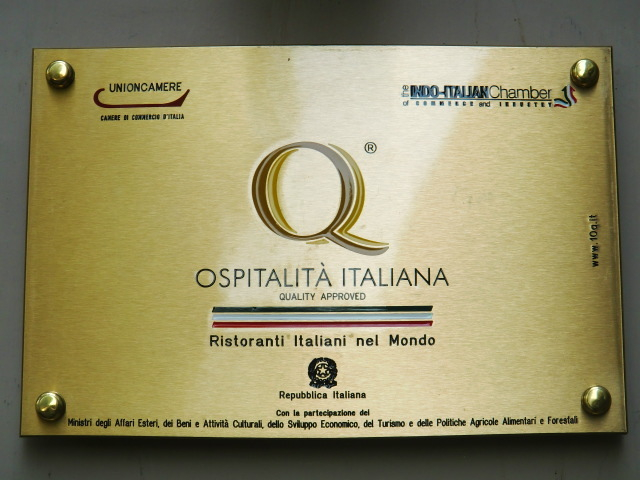 UNIONCAMERE
CAMERE DI COMMERCIO D'ITALIA
the INDO-ITALIAN Chamber
of COMMERCE and INDUSTRY
Q ®
OSPITALITÀ ITALIANA
QUALITY APPROVED
Ristoranti Italiani nel Mondo
www.10q.it
Repubblica Italiana
Con la partecipazione dei
Ministri degli Affari Esteri, dei Beni e Attività Culturali, dello Sviluppo Economico, del Turismo e delle Politiche Agricole Alimentari e Forestali